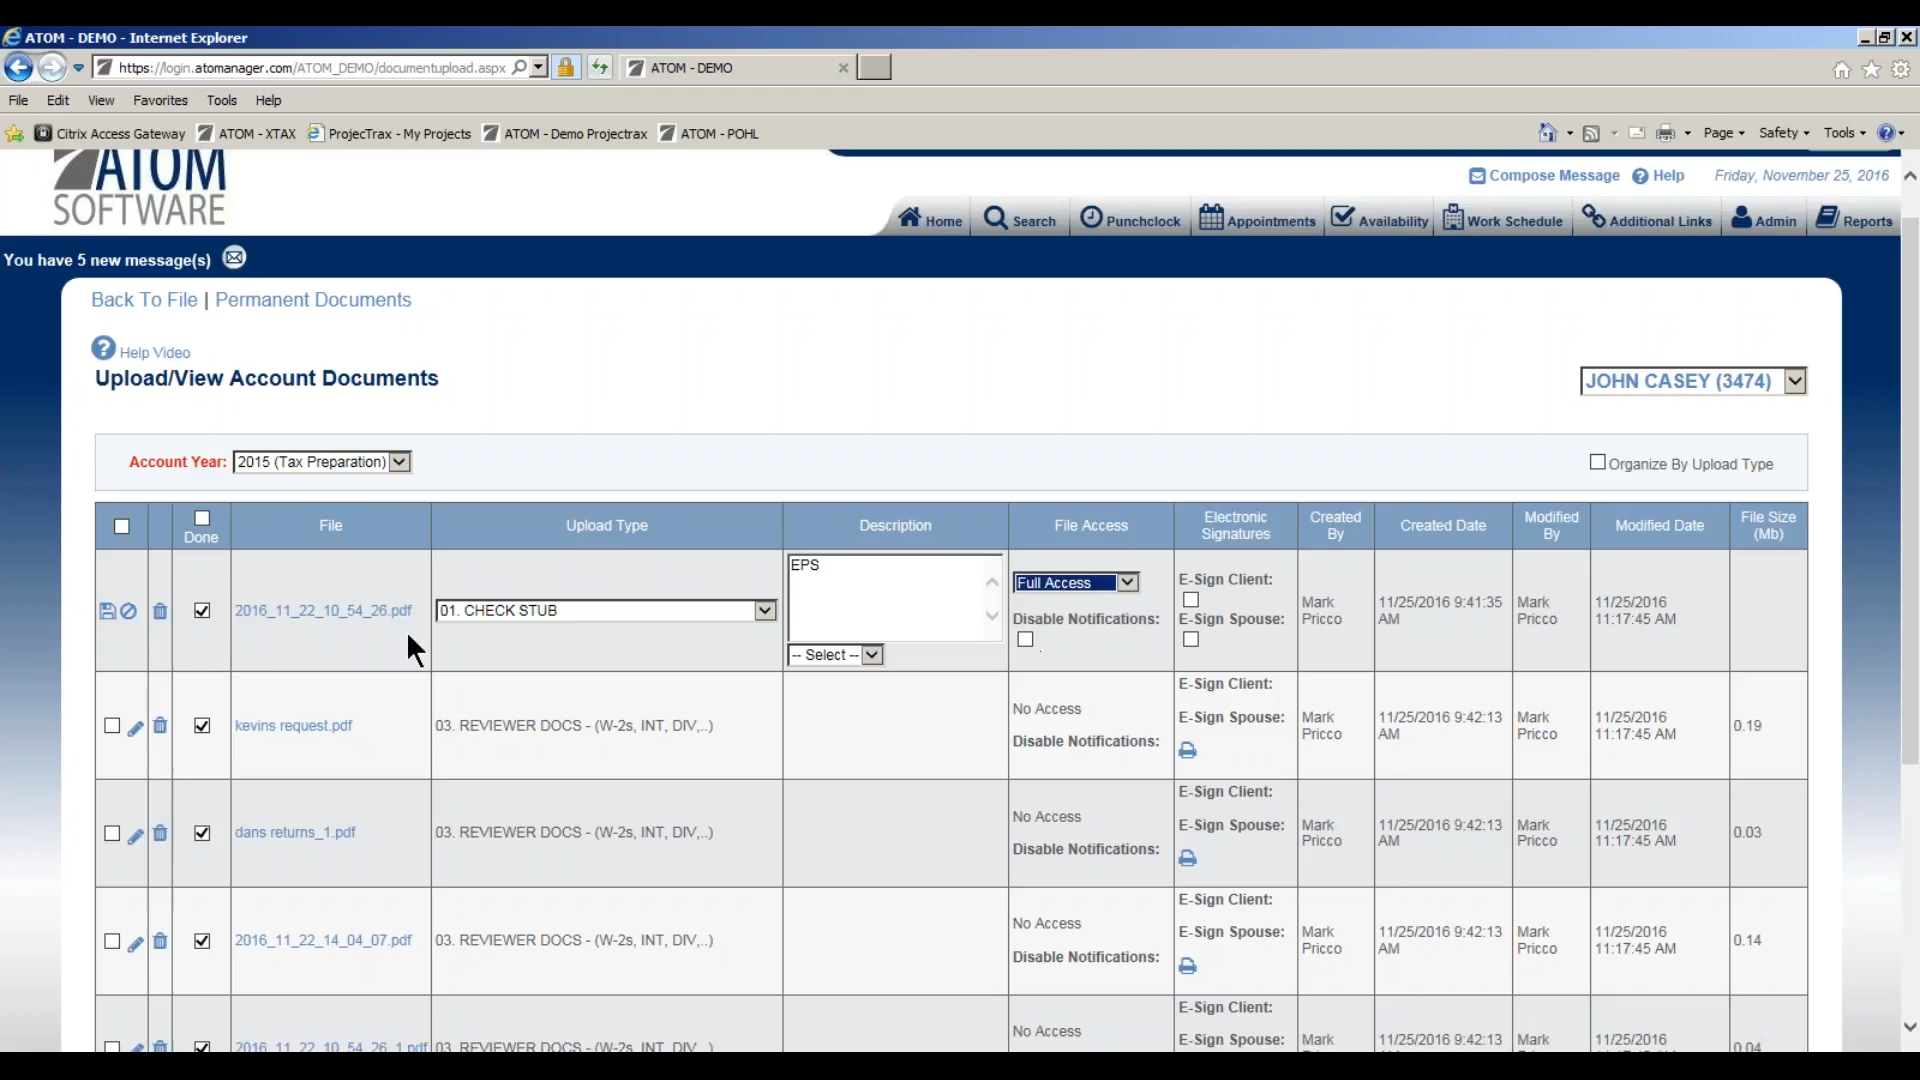 ATOM - DEMO - Internet Explorer
https://login.atomanager.com/ATOM_DEMO/documentupload.aspx
ATOM - DEMO
File Edit View Favorites Tools Help
Citrix Access Gateway ATOM - XTAX ProjecTrax - My Projects ATOM - Demo Projectrax ATOM - POHL
Page Safety Tools
ATOM
SOFTWARE
Compose Message Help Friday, November 25, 2016
Home Search Punchclock Appointments Availability Work Schedule Additional Links Admin Reports
You have 5 new message(s)
Back To File | Permanent Documents
Help Video
Upload/View Account Documents
JOHN CASEY (3474)
Account Year: 2015 (Tax Preparation)
Organize By Upload Type
Done File Upload Type Description File Access Electronic Signatures Created By Created Date Modified By Modified Date File Size (Mb)
2016_11_22_10_54_26.pdf
01. CHECK STUB
EPS
-- Select --
Full Access
Disable Notifications:
E-Sign Client:
E-Sign Spouse:
Mark Pricco
11/25/2016 9:41:35 AM
Mark Pricco
11/25/2016 11:17:45 AM
kevins request.pdf
03. REVIEWER DOCS - (W-2s, INT, DIV,..)
No Access
Disable Notifications:
E-Sign Client:
E-Sign Spouse:
Mark Pricco
11/25/2016 9:42:13 AM
Mark Pricco
11/25/2016 11:17:45 AM
0.19
dans returns_1.pdf
03. REVIEWER DOCS - (W-2s, INT, DIV,..)
No Access
Disable Notifications:
E-Sign Client:
E-Sign Spouse:
Mark Pricco
11/25/2016 9:42:13 AM
Mark Pricco
11/25/2016 11:17:45 AM
0.03
2016_11_22_14_04_07.pdf
03. REVIEWER DOCS - (W-2s, INT, DIV,..)
No Access
Disable Notifications:
E-Sign Client:
E-Sign Spouse:
Mark Pricco
11/25/2016 9:42:13 AM
Mark Pricco
11/25/2016 11:17:45 AM
0.14
2016_11_22_10_54_26_1.pdf
03. REVIEWER DOCS - (W-2s, INT, DIV,..)
No Access
E-Sign Client:
E-Sign Spouse:
Mark
11/25/2016 9:42:13
Mark
11/25/2016
0.04